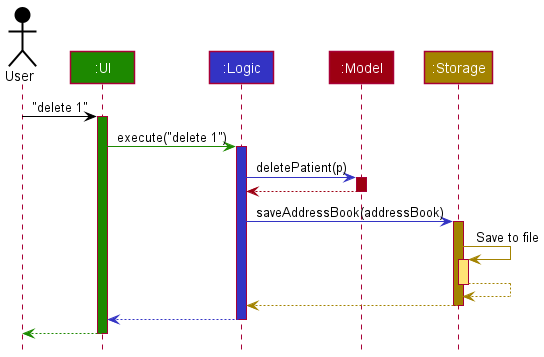 User
:UI
:Logic
:Model
:Storage
"delete 1"
execute("delete 1")
deletePatient(p)
saveAddressBook(addressBook)
Save to file